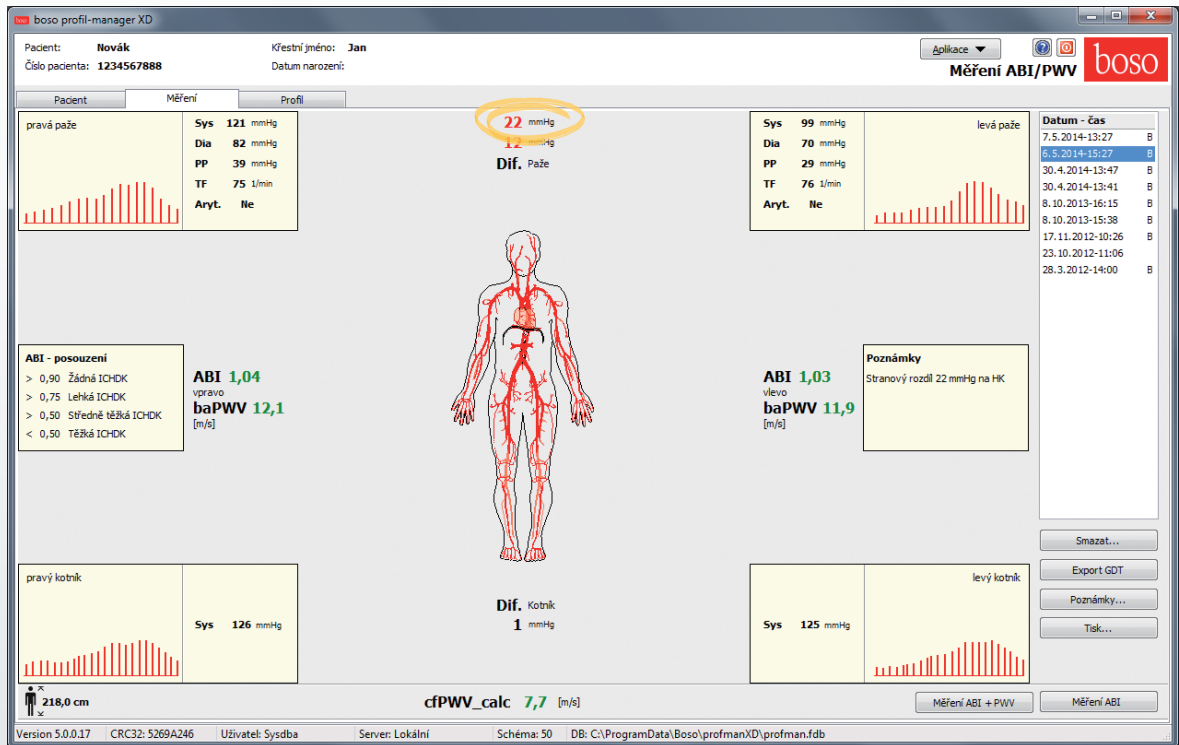 boso profil-manager XD
Pacient: Novák Křestní jméno: Jan
Číslo pacienta: 1234567888 Datum narození:
Aplikace
Měření ABI/PWV
boso
Pacient Měření Profil
pravá paže
Sys 121 mmHg
Dia 82 mmHg
PP 39 mmHg
TF 75 1/min
Aryt. Ne
22 mmHg
12 mmHg
Dif. Paže
Sys 99 mmHg
Dia 70 mmHg
PP 29 mmHg
TF 76 1/min
Aryt. Ne
levá paže
Datum - čas
7.5.2014-13:27 B
6.5.2014-15:27 B
30.4.2014-13:47 B
30.4.2014-13:41 B
8.10.2013-16:15 B
8.10.2013-15:38 B
17.11.2012-10:26 B
23.10.2012-11:06
28.3.2012-14:00 B
ABI - posouzení
> 0,90 Žádná ICHDK
> 0,75 Lehká ICHDK
> 0,50 Středně těžká ICHDK
< 0,50 Těžká ICHDK
ABI 1,04
vpravo
baPWV 12,1
[m/s]
ABI 1,03
vlevo
baPWV 11,9
[m/s]
Poznámky
Stranový rozdíl 22 mmHg na HK
Smazat...
Export GDT
Poznámky...
Tisk...
pravý kotník
Sys 126 mmHg
Dif. Kotník
1 mmHg
Sys 125 mmHg
levý kotník
218,0 cm
cfPWV_calc 7,7 [m/s]
Měření ABI + PWV
Měření ABI
Version 5.0.0.17 CRC32: 5269A246 Uživatel: Sysdba Server: Lokální Schéma: 50 DB: C:\ProgramData\Boso\profmanXD\profman.fdb